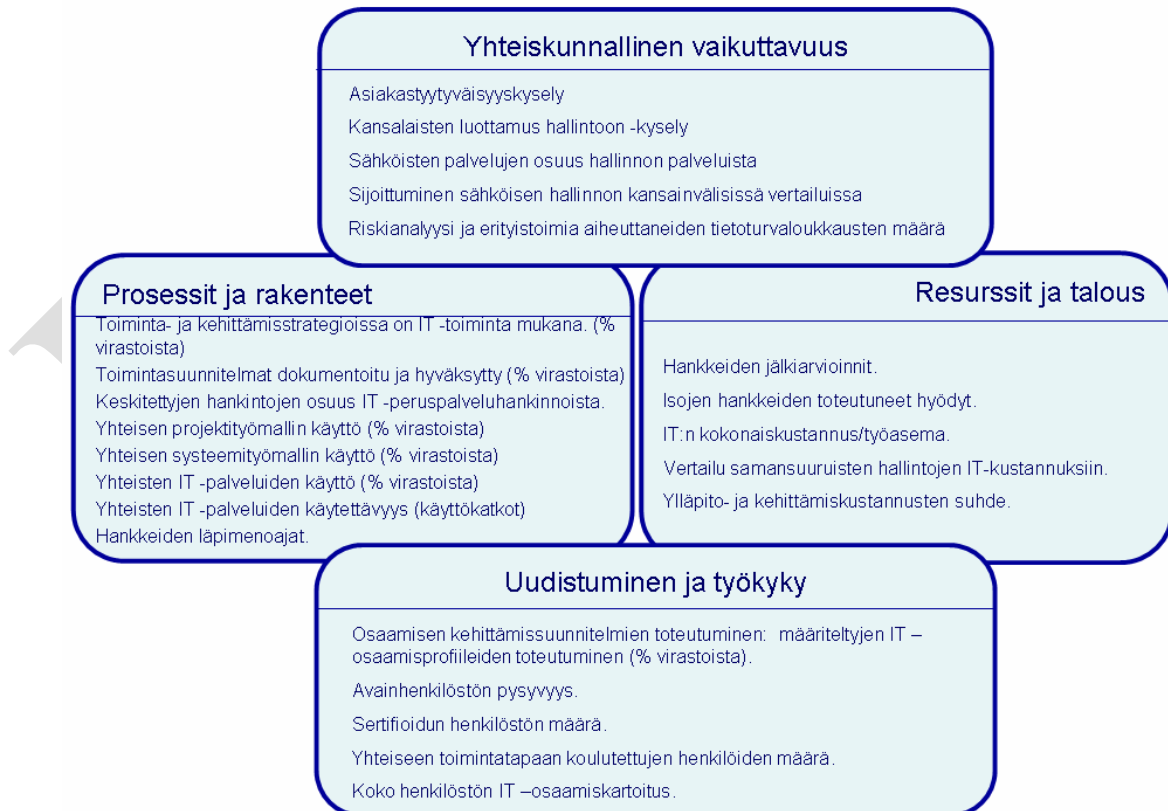 Yhteiskunnallinen vaikuttavuus
Asiakastyytyväisyyskysely
Kansalaisten luottamus hallintoon -kysely
Sähköisten palvelujen osuus hallinnon palveluista
Sijoittuminen sähköisen hallinnon kansainvälisissä vertailuissa
Riskianalyysi ja erityistoimia aiheuttaneiden tietoturvaloukkausten määrä
Prosessit ja rakenteet
Toiminta- ja kehittämisstrategioissa on IT -toiminta mukana. (%
virastoista)
Toimintasuunnitelmat dokumentoitu ja hyväksytty (% virastoista)
Keskitettyjen hankintojen osuus IT -peruspalveluhankinnoista.
Yhteisen projektityömallin käyttö (% virastoista)
Yhteisen systeemityömallin käyttö (% virastoista)
Yhteisten IT -palveluiden käyttö (% virastoista)
Yhteisten IT -palveluiden käytettävyys (käyttökatkot)
Hankkeiden läpimenoajat.
Resurssit ja talous
Hankkeiden jälkiarvioinnit.
Isojen hankkeiden toteutuneet hyödyt.
IT:n kokonaiskustannus/työasema.
Vertailu samansuuruisten hallintojen IT-kustannuksiin.
Ylläpito- ja kehittämiskustannusten suhde.
Uudistuminen ja työkyky
Osaamisen kehittämissuunnitelmien toteutuminen: määriteltyjen IT –
osaamisprofiileiden toteutuminen (% virastoista).
Avainhenkilöstön pysyvyys.
Sertifioidun henkilöstön määrä.
Yhteiseen toimintatapaan koulutettujen henkilöiden määrä.
Koko henkilöstön IT –osaamiskartoitus.